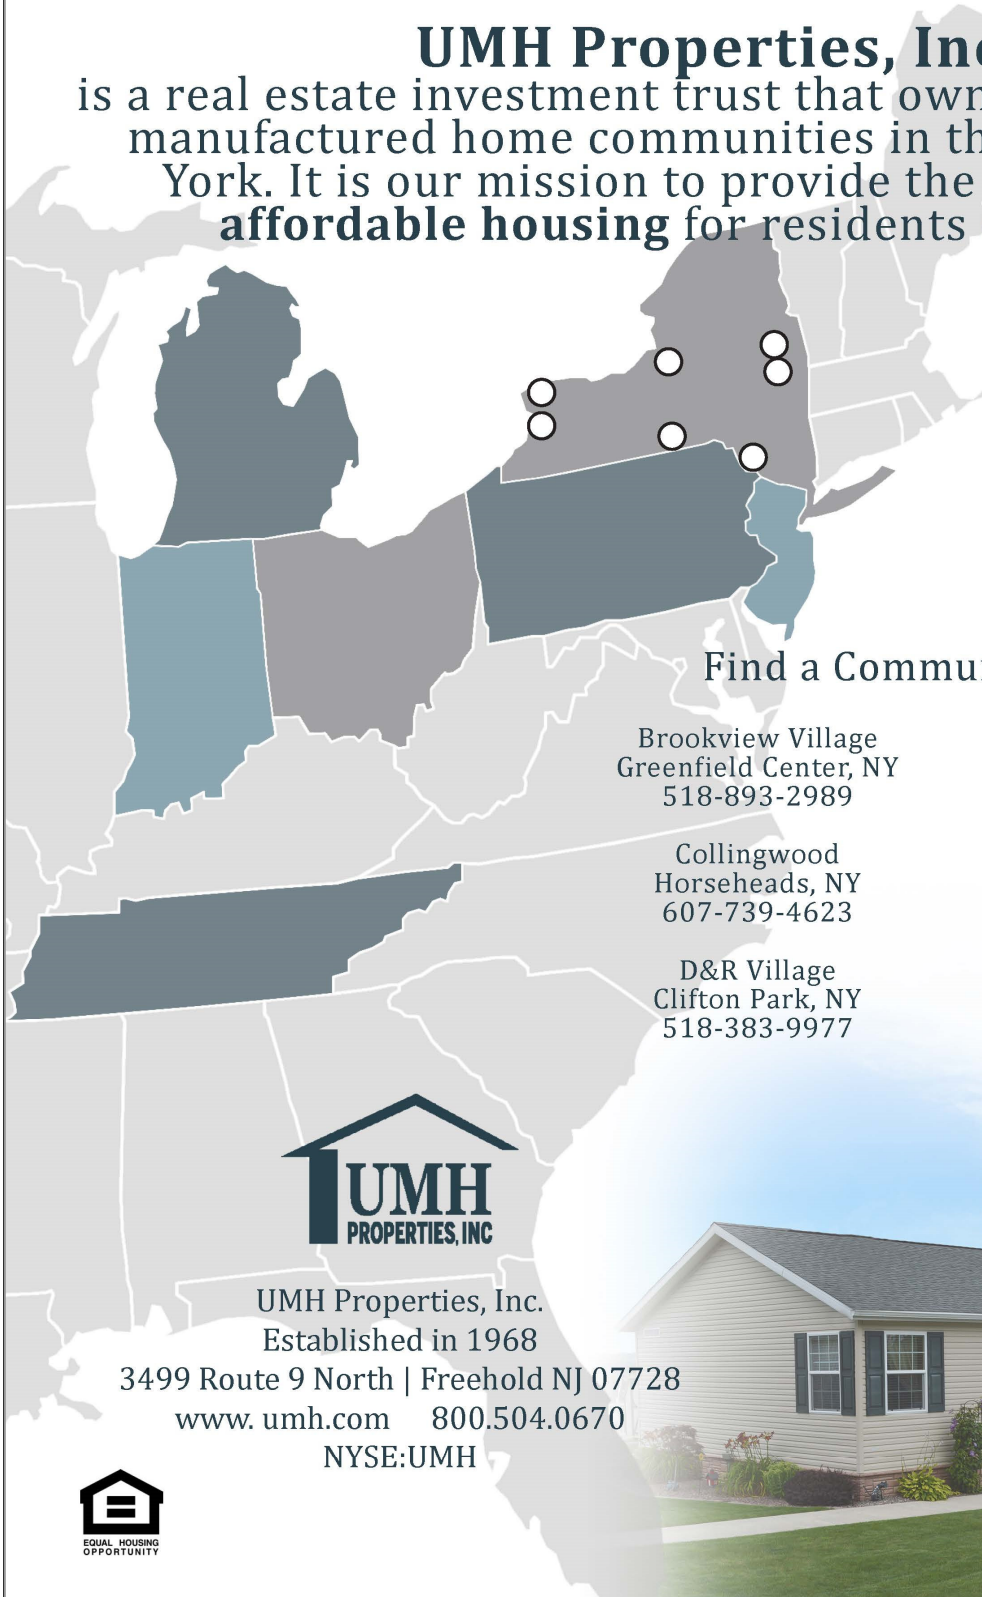 UMH Properties, Inc
is a real estate investment trust that own
manufactured home communities in th
York. It is our mission to provide the
affordable housing for residents
Find a Commu
Brookview Village
Greenfield Center, NY
518-893-2989
Collingwood
Horseheads, NY
607-739-4623
D&R Village
Clifton Park, NY
518-383-9977
UMH
PROPERTIES, INC
UMH Properties, Inc.
Established in 1968
3499 Route 9 North | Freehold NJ 07728
www. umh.com 800.504.0670
NYSE:UMH
EQUAL HOUSING
OPPORTUNITY